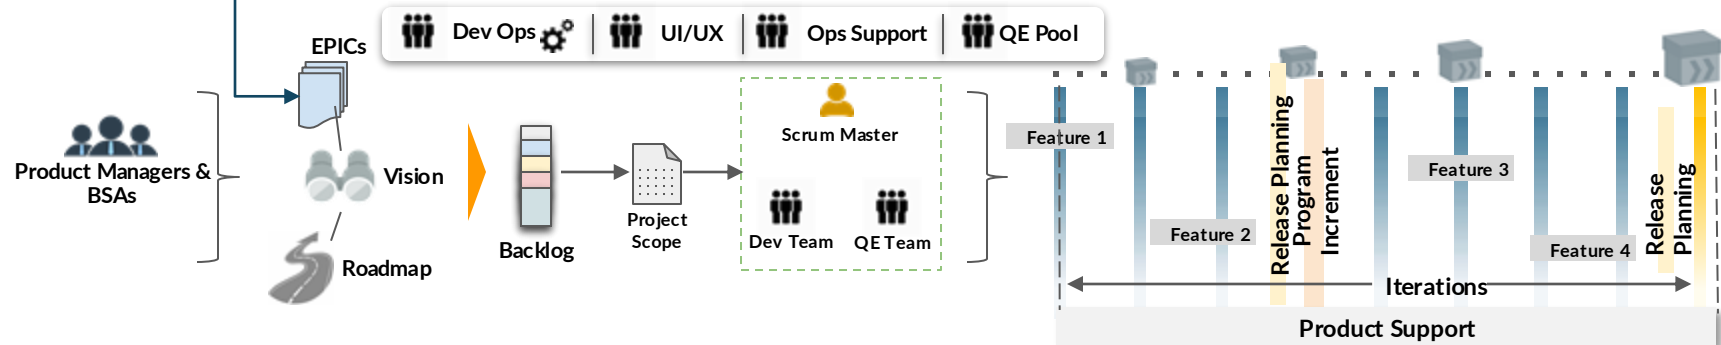 Dev Ops
UI/UX
Ops Support
QE Pool
EPICs
Product Managers &
BSAs
Vision
Roadmap
Backlog
Project
Scope
Scrum Master
Dev Team
QE Team
Feature 1
Feature 2
Release Planning
Program
Increment
Feature 3
Feature 4
Release
Planning
Iterations
Product Support